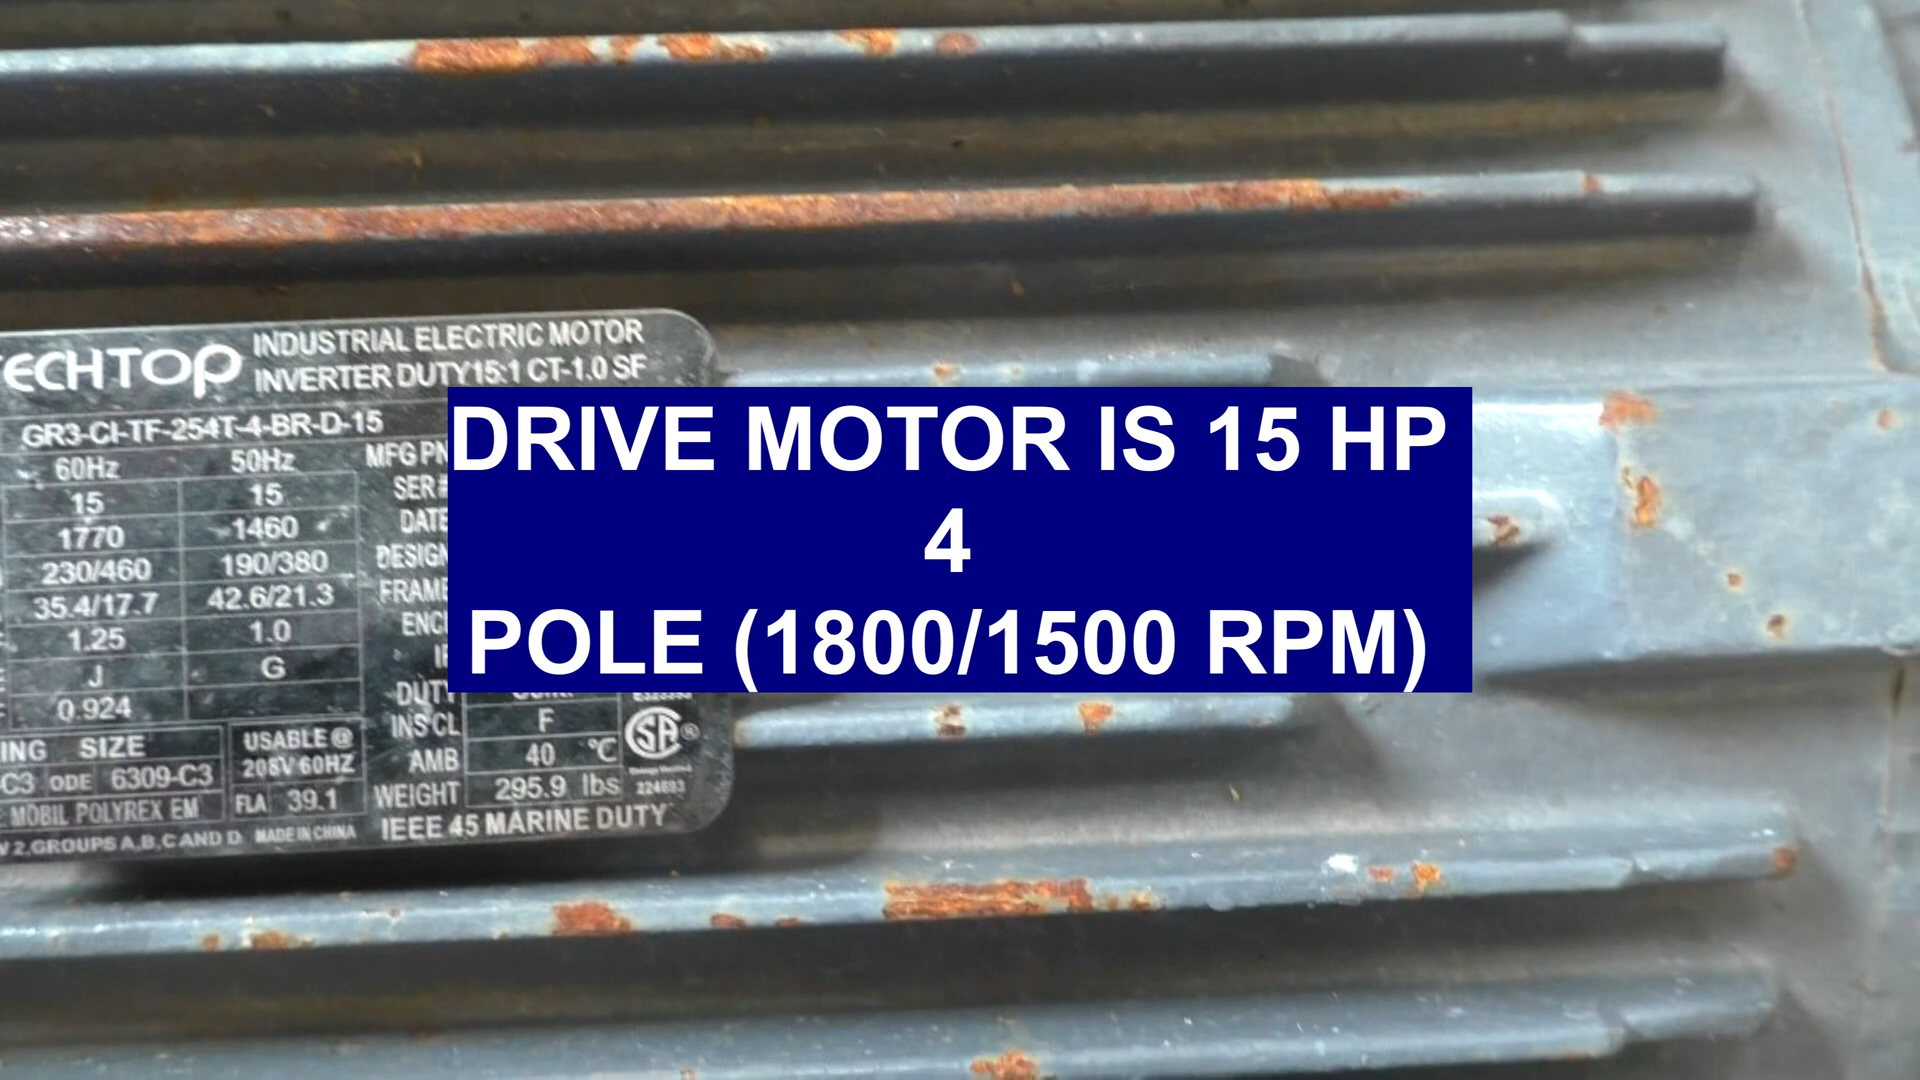 TECHTOP
INDUSTRIAL ELECTRIC MOTOR
INVERTER DUTY 15:1 CT-1.0 SF
GR3-CI-TF-254T-4-BR-D-15
60Hz 50Hz MFG PN
15 15 SER#
1770 1460 DATE
230/460 190/380 DESIGN
35.4/17.7 42.6/21.3 FRAME
1.25 1.0
J G
0.924 DUTY
DRIVE MOTOR IS 15 HP
4
POLE (1800/1500 RPM)
INS CL F
AMB 40 °C
WEIGHT 295.9 lbs
224693
SIZE
USABLE @
208V 60HZ
C3 ODE 6309-C3
FLA 39.1
MOBIL POLYREX EM
2, GROUPS A,B,C AND D MADE IN CHINA
IEEE 45 MARINE DUTY